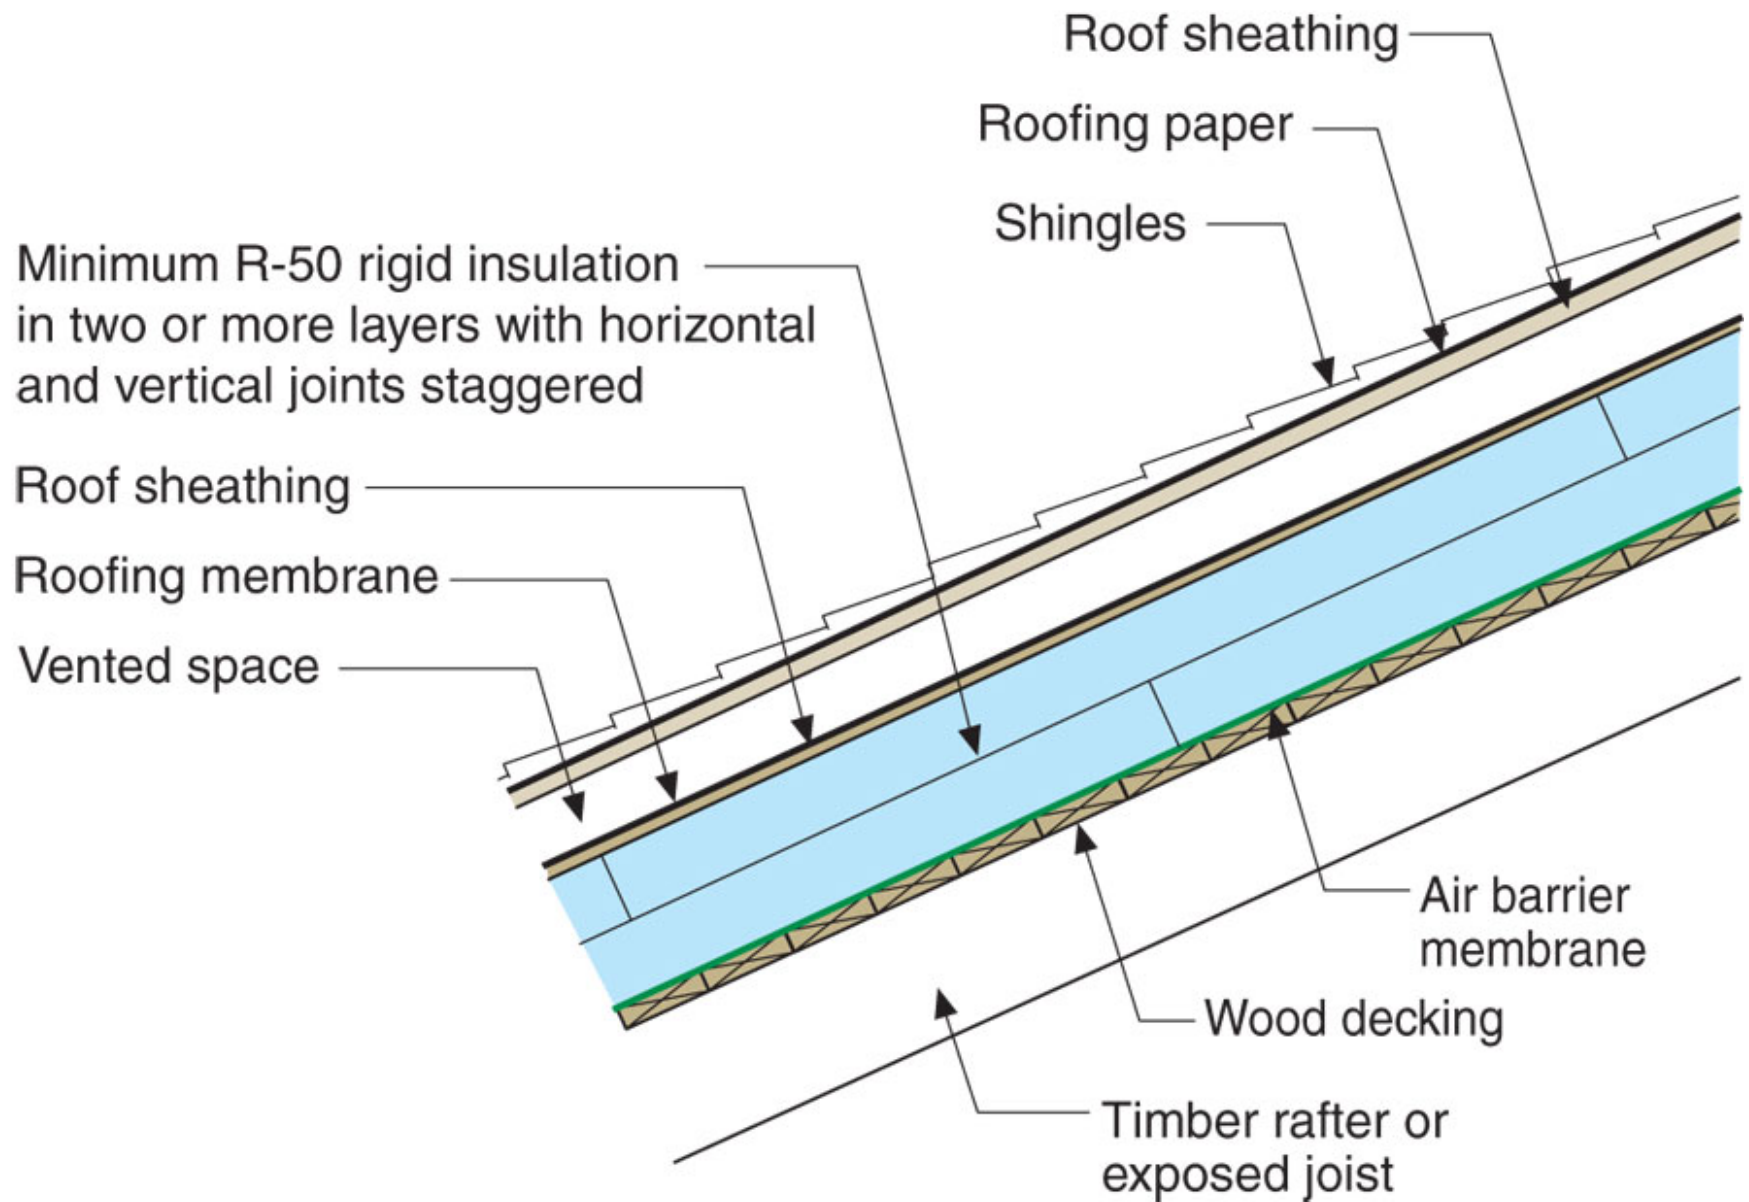 Roof sheathing
Roofing paper
Shingles
Minimum R-50 rigid insulation
in two or more layers with horizontal
and vertical joints staggered
Roof sheathing
Roofing membrane
Vented space
Air barrier
membrane
Wood decking
Timber rafter or
exposed joist